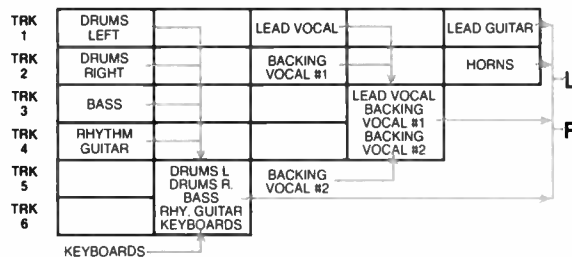 TRK 1
DRUMS LEFT
LEAD VOCAL
LEAD GUITAR
TRK 2
DRUMS RIGHT
BACKING VOCAL #1
HORNS
L
TRK 3
BASS
LEAD VOCAL
BACKING
VOCAL #1
BACKING
VOCAL #2
R
TRK 4
RHYTHM GUITAR
TRK 5
DRUMS L
DRUMS R.
BASS
RHY. GUITAR
KEYBOARDS
BACKING VOCAL #2
TRK 6
KEYBOARDS